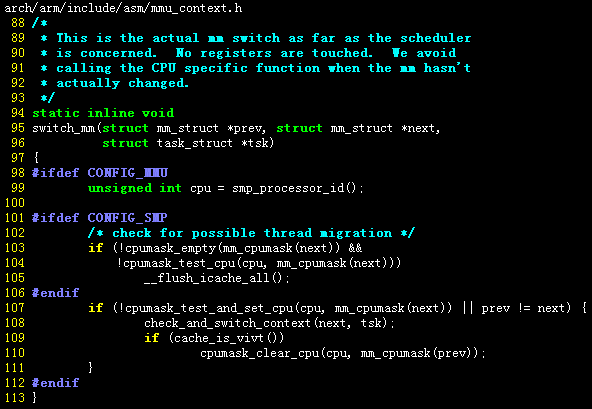 arch/arm/include/asm/mmu_context.h
88 /*
89  * This is the actual mm switch as far as the scheduler
90  * is concerned.  No registers are touched.  We avoid
91  * calling the CPU specific function when the mm hasn't
92  * actually changed.
93  */
94 static inline void
95 switch_mm(struct mm_struct *prev, struct mm_struct *next,
96           struct task_struct *tsk)
97 {
98 #ifdef CONFIG_MMU
99         unsigned int cpu = smp_processor_id();
100
101 #ifdef CONFIG_SMP
102         /* check for possible thread migration */
103         if (!cpumask_empty(mm_cpumask(next)) &&
104             !cpumask_test_cpu(cpu, mm_cpumask(next)))
105                 __flush_icache_all();
106 #endif
107         if (!cpumask_test_and_set_cpu(cpu, mm_cpumask(next)) || prev != next) {
108                 check_and_switch_context(next, tsk);
109                 if (cache_is_vivt())
110                         cpumask_clear_cpu(cpu, mm_cpumask(prev));
111         }
112 #endif
113 }